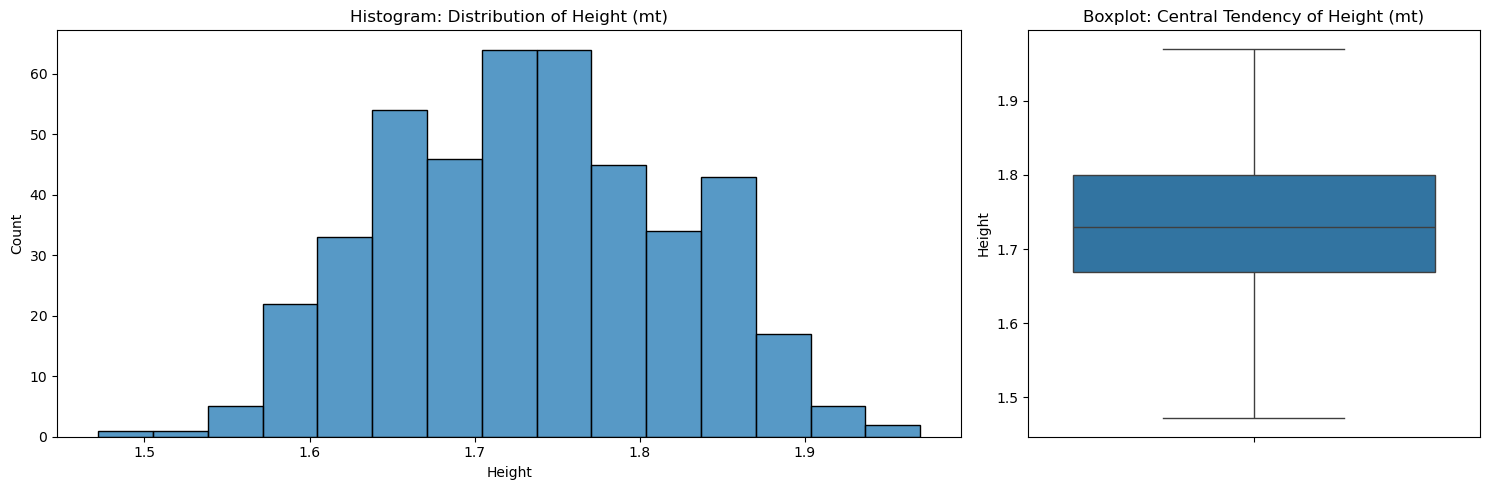 Histogram: Distribution of Height (mt)
60
50
40
30
20
10
0
Count
1.5 1.6 1.7 1.8 1.9
Height
Boxplot: Central Tendency of Height (mt)
1.9
1.8
1.7
1.6
1.5
Height